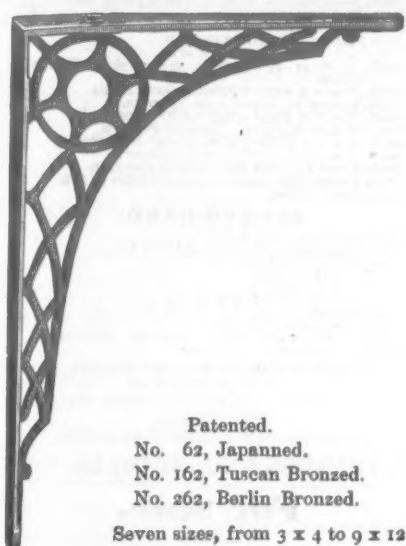 Patented.
No. 62, Japanned.
No. 162, Tuscan Bronzed.
No. 262, Berlin Bronzed.
Seven sizes, from 3 x 4 to 9 x 12